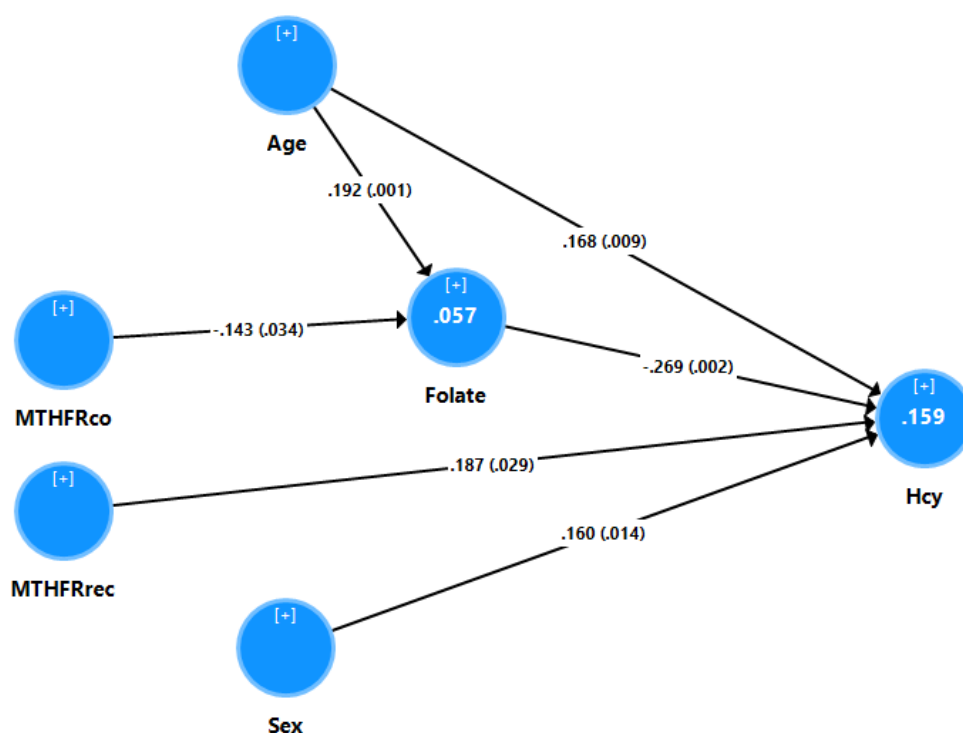 [+]
Age
.192 (.001)
.168 (.009)
[+]
.057
Folate
[+]
MTHFRco
-.143 (.034)
-.269 (.002)
[+]
.159
Hcy
[+]
MTHFRrec
.187 (.029)
.160 (.014)
[+]
Sex